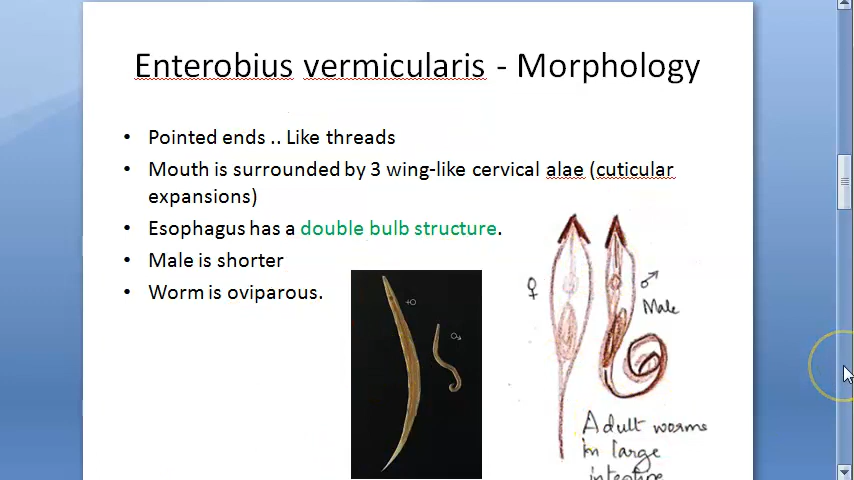 Enterobius vermicularis - Morphology
• Pointed ends .. Like threads
• Mouth is surrounded by 3 wing-like cervical alae (cuticular
expansions)
• Esophagus has a double bulb structure.
• Male is shorter
• Worm is oviparous.
♀
♂
♀
♂
Male
Adult worms
in large
intestine